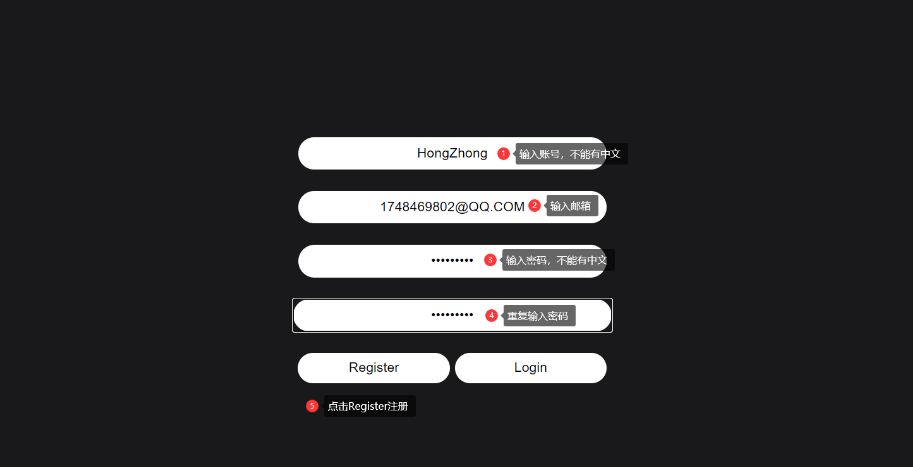 HongZhong 1 输入账号，不能有中文
1748469802@QQ.COM 2 输入邮箱
••••••••• 3 输入密码，不能有中文
••••••••• 4 重复输入密码
Register Login
5 点击Register注册